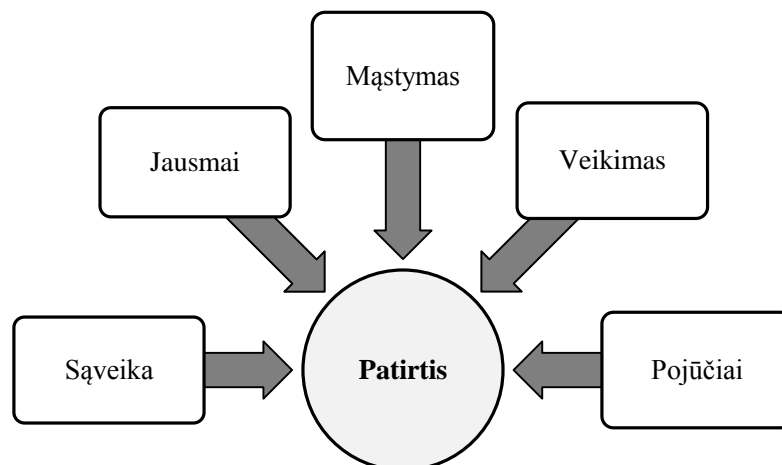 Mąstymas
Jausmai
Veikimas
Sąveika
Patirtis
Pojūčiai